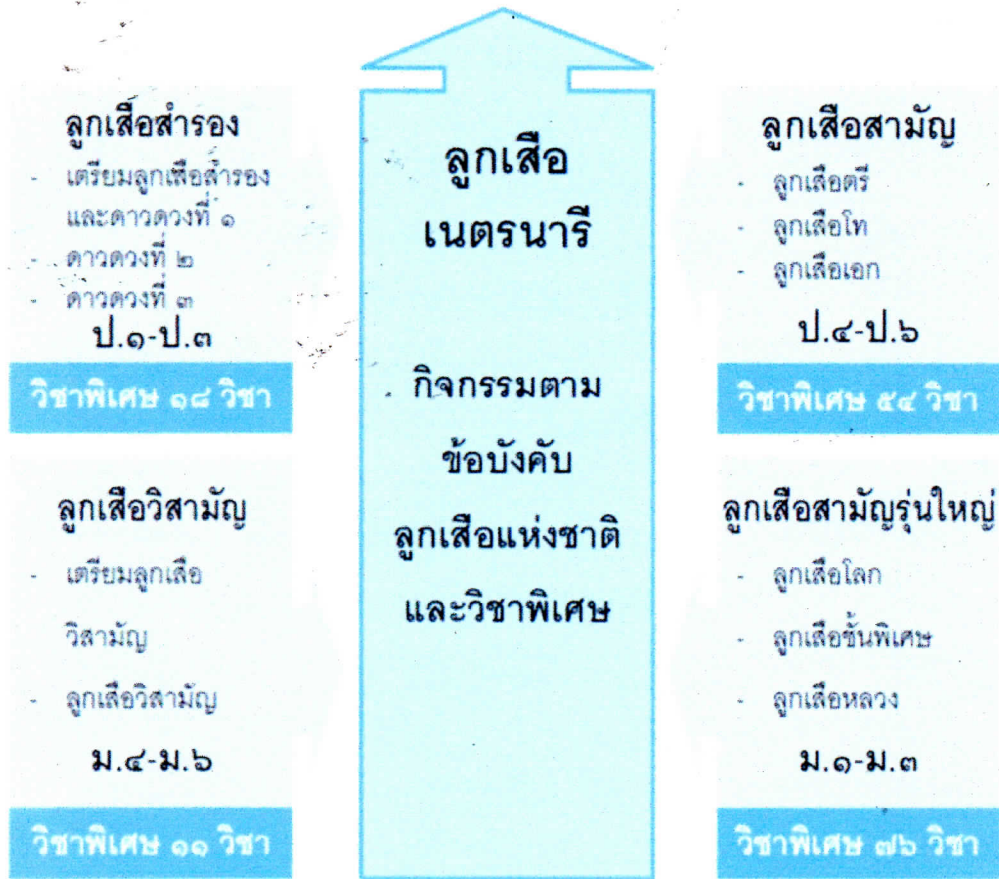 ลูกเสือสำรอง
- เตรียมลูกเสือสำรอง
และดาวดวงที่ ๑
- ดาวดวงที่ ๒
- ดาวดวงที่ ๓
ป.๑-ป.๓
วิชาพิเศษ ๑๘ วิชา
ลูกเสือ
เนตรนารี
กิจกรรมตาม
ข้อบังคับ
ลูกเสือแห่งชาติ
และวิชาพิเศษ
ลูกเสือสามัญ
- ลูกเสือตรี
- ลูกเสือโท
- ลูกเสือเอก
ป.๔-ป.๖
วิชาพิเศษ ๕๔ วิชา
ลูกเสือวิสามัญ
- เตรียมลูกเสือ
วิสามัญ
- ลูกเสือวิสามัญ
ม.๔-ม.๖
วิชาพิเศษ ๑๑ วิชา
ลูกเสือสามัญรุ่นใหญ่
- ลูกเสือโลก
- ลูกเสือชั้นพิเศษ
- ลูกเสือหลวง
ม.๑-ม.๓
วิชาพิเศษ ๗๖ วิชา